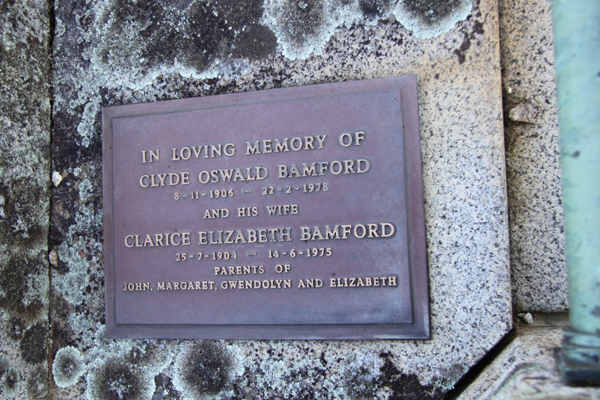 IN LOVING MEMORY OF
CLYDE OSWALD BAMFORD
8-11-1906 - 22-2-1978
AND HIS WIFE
CLARICE ELIZABETH BAMFORD
25-7-1904 - 14-6-1975
PARENTS OF
JOHN, MARGARET, GWENDOLYN AND ELIZABETH